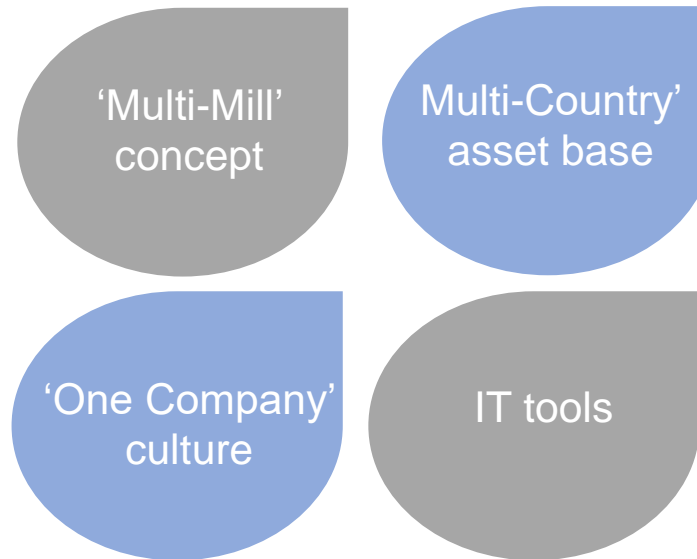 ‘Multi-Mill’
concept
Multi-Country’
asset base
‘One Company’
culture
IT tools